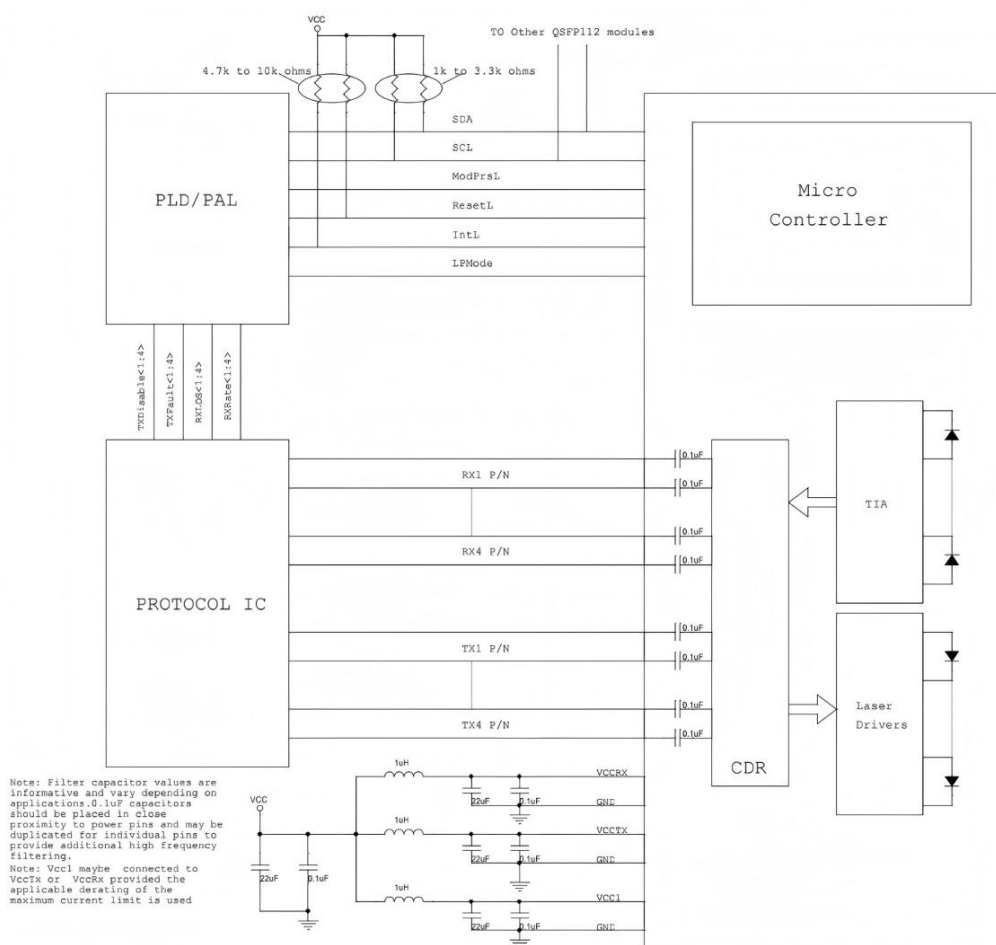 VCC
TO Other QSFP112 modules
4.7k to 10k ohms
1k to 3.3k ohms
SDA
SCL
ModPrsL
ResetL
IntL
LPMode
PLD/PAL
Micro
Controller
TXDisable<1:4>
TXFault<1:4>
RXLOS<1:4>
RXRate<1:4>
0.1uF
RX1 P/N
0.1uF
0.1uF
RX4 P/N
0.1uF
TIA
PROTOCOL IC
0.1uF
TX1 P/N
0.1uF
0.1uF
TX4 P/N
0.1uF
Laser
Drivers
CDR
Note: Filter capacitor values are
informative and vary depending on
applications.0.1uF capacitors
should be placed in close
proximity to power pins and may be
duplicated for individual pins to
provide additional high frequency
filtering.
Note: Vcc1 maybe connected to
VccTx or VccRx provided the
applicable derating of the
maximum current limit is used
VCC
22uF
0.1uF
1uH
VCCRX
22uF
0.1uF
GND
1uH
VCCTX
22uF
0.1uF
GND
1uH
VCC1
22uF
0.1uF
GND